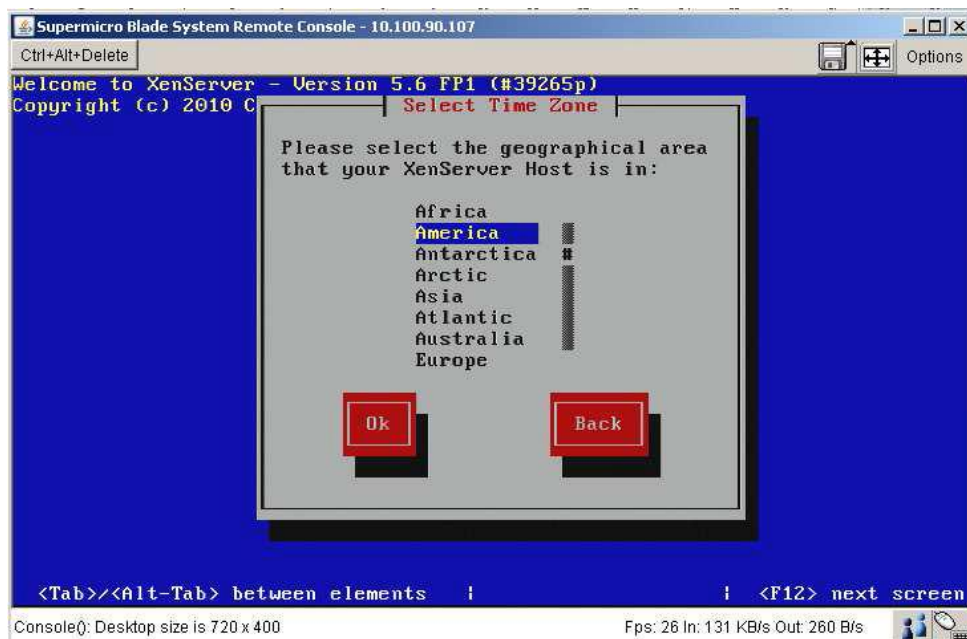 Supermicro Blade System Remote Console - 10.100.90.107
Ctrl+Alt+Delete
Options
Welcome to XenServer - Version 5.6 FP1 (#39265p)
Copyright (c) 2010 C
Select Time Zone
Please select the geographical area
that your XenServer Host is in:
Africa
America
Antarctica #
Arctic
Asia
Atlantic
Australia
Europe
Ok
Back
<Tab>/<Alt-Tab> between elements | | <F12> next screen
Console(): Desktop size is 720 x 400
Fps: 26 In: 131 KB/s Out: 260 B/s